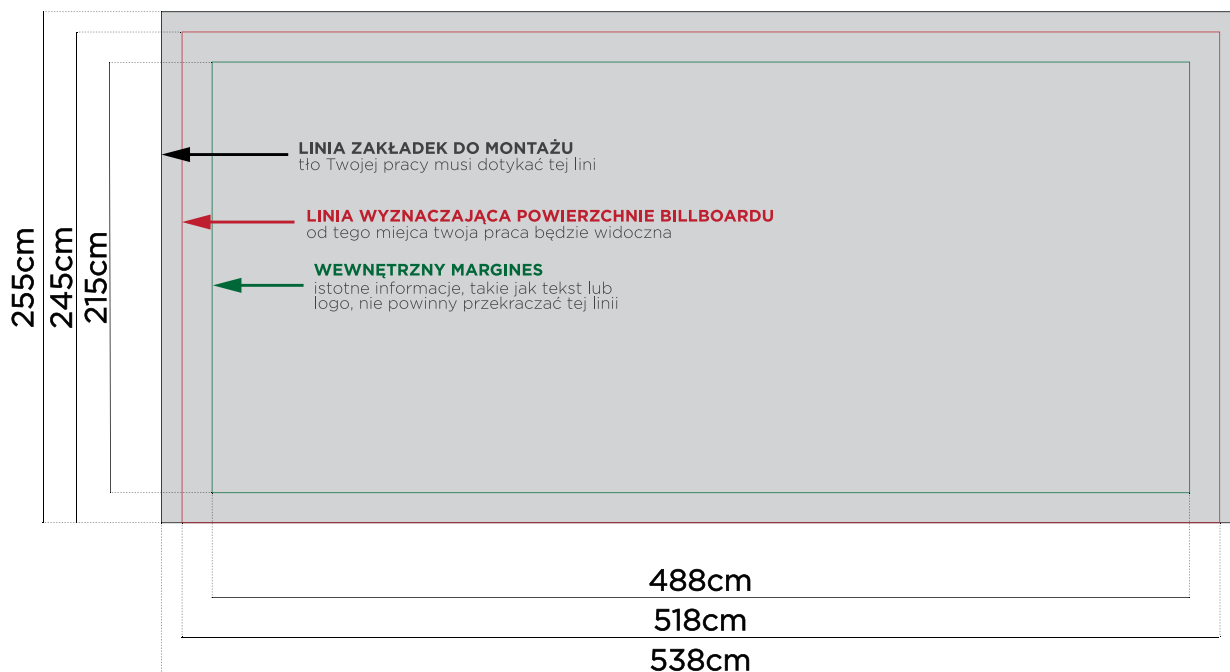 LINIA ZAKŁADEK DO MONTAŻU
tło Twojej pracy musi dotykać tej lini
LINIA WYZNACZAJĄCA POWIERZCHNIE BILLBOARDU
od tego miejca twoja praca będzie widoczna
WEWNĘTRZNY MARGINES
istotne informacje, takie jak tekst lub
logo, nie powinny przekraczać tej linii
255cm
245cm
215cm
488cm
518cm
538cm